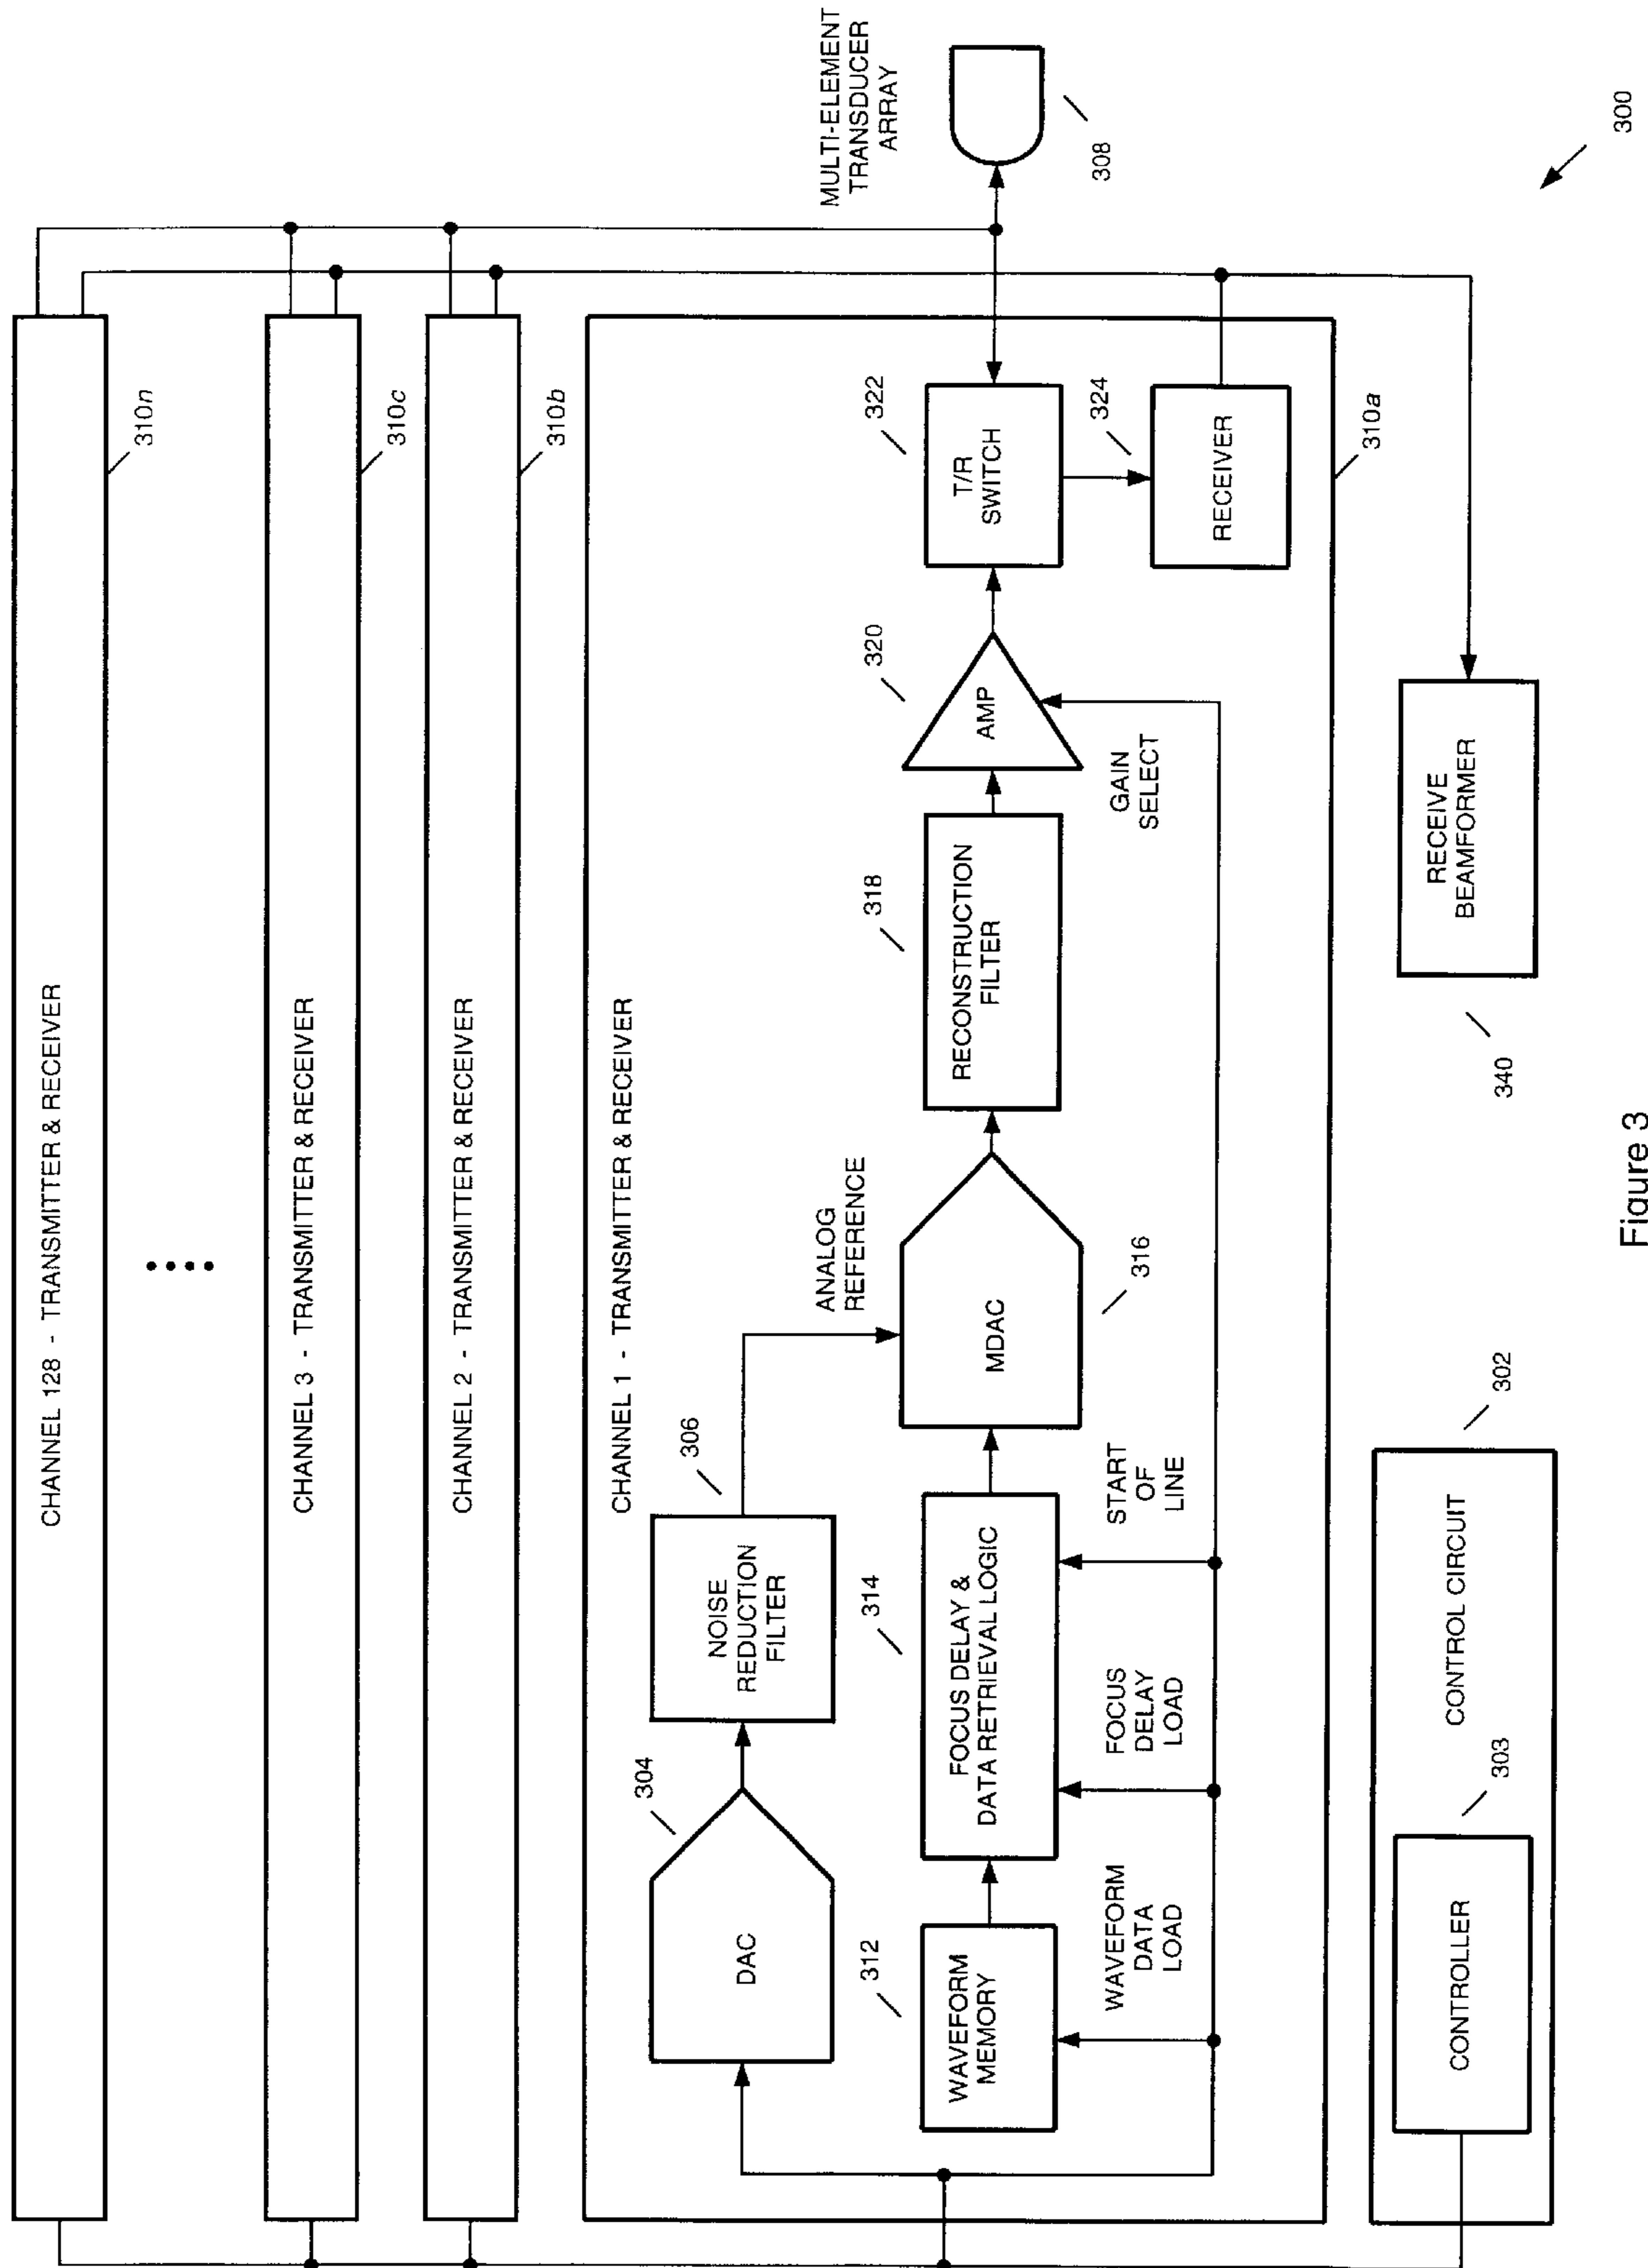 CHANNEL 128 - TRANSMITTER & RECEIVER
310n
CHANNEL 3 - TRANSMITTER & RECEIVER
310c
CHANNEL 2 - TRANSMITTER & RECEIVER
310b
CHANNEL 1 - TRANSMITTER & RECEIVER
310a
MULTI-ELEMENT
TRANSDUCER
ARRAY
308
DAC
304
NOISE
REDUCTION
FILTER
306
ANALOG
REFERENCE
WAVEFORM
MEMORY
312
FOCUS DELAY &
DATA RETRIEVAL LOGIC
314
MDAC
316
RECONSTRUCTION
FILTER
318
AMP
320
T/R
SWITCH
322
RECEIVER
324
WAVEFORM
DATA
LOAD
FOCUS
DELAY
LOAD
START
OF
LINE
GAIN
SELECT
CONTROLLER
303
CONTROL CIRCUIT
302
RECEIVE
BEAMFORMER
340
300
Figure 3